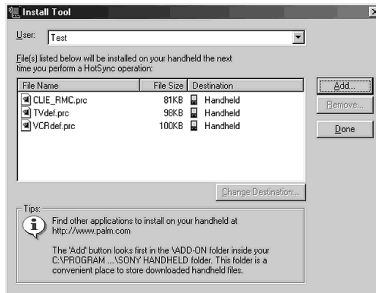 Install Tool
User: Test
File(s) listed below will be installed on your handheld the next
time you perform a HotSync operation:
File Name File Size Destination
CLIE_RMC.prc 81KB Handheld
TVdef.prc 98KB Handheld
VCRdef.prc 100KB Handheld
Add...
Remove...
Done
Change Destination...
Tips:
Find other applications to install on your handheld at
http://www.palm.com
The 'Add' button looks first in the \ADD-ON folder inside your
C:\PROGRAM ...\SONY HANDHELD folder. This folder is a
convenient place to store downloaded handheld files.